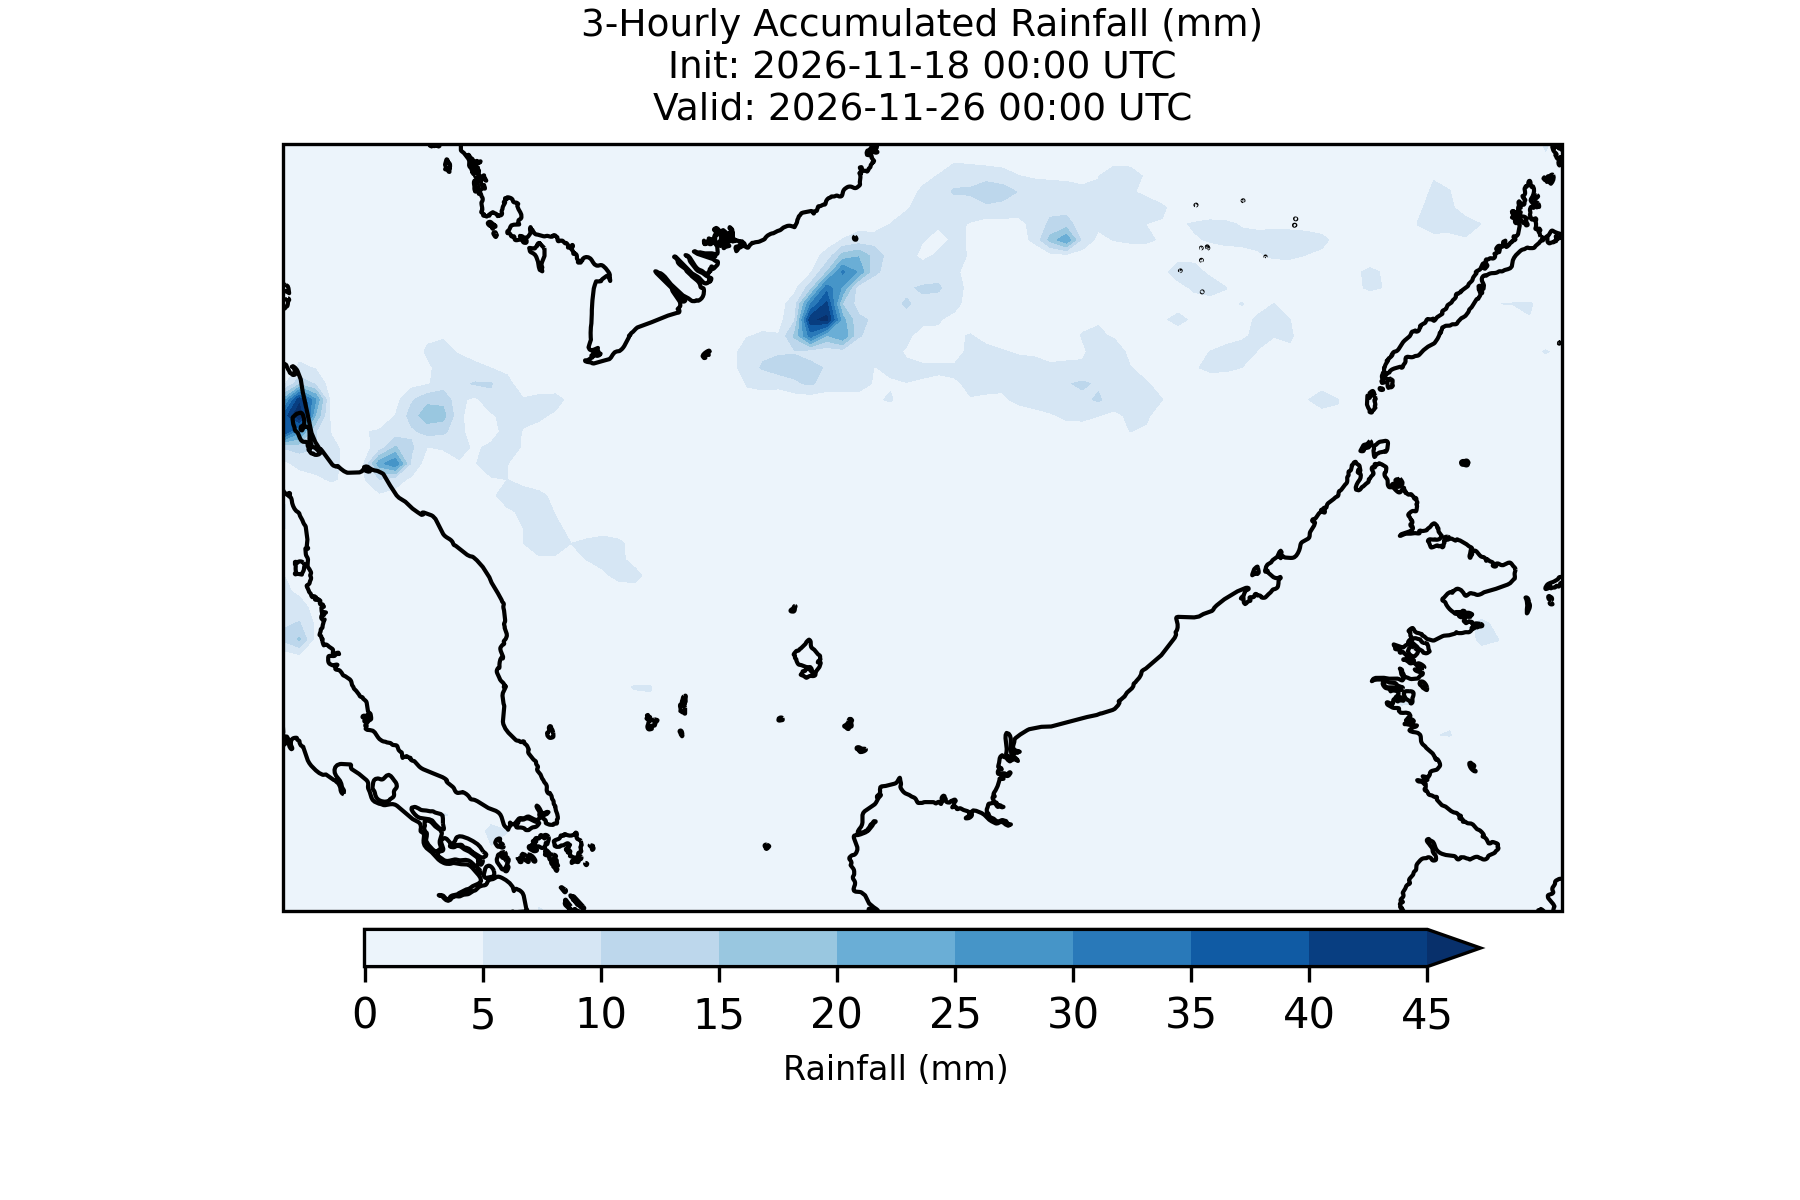 3-Hourly Accumulated Rainfall (mm)
Init: 2026-11-18 00:00 UTC
Valid: 2026-11-26 00:00 UTC
0 5 10 15 20 25 30 35 40 45
Rainfall (mm)